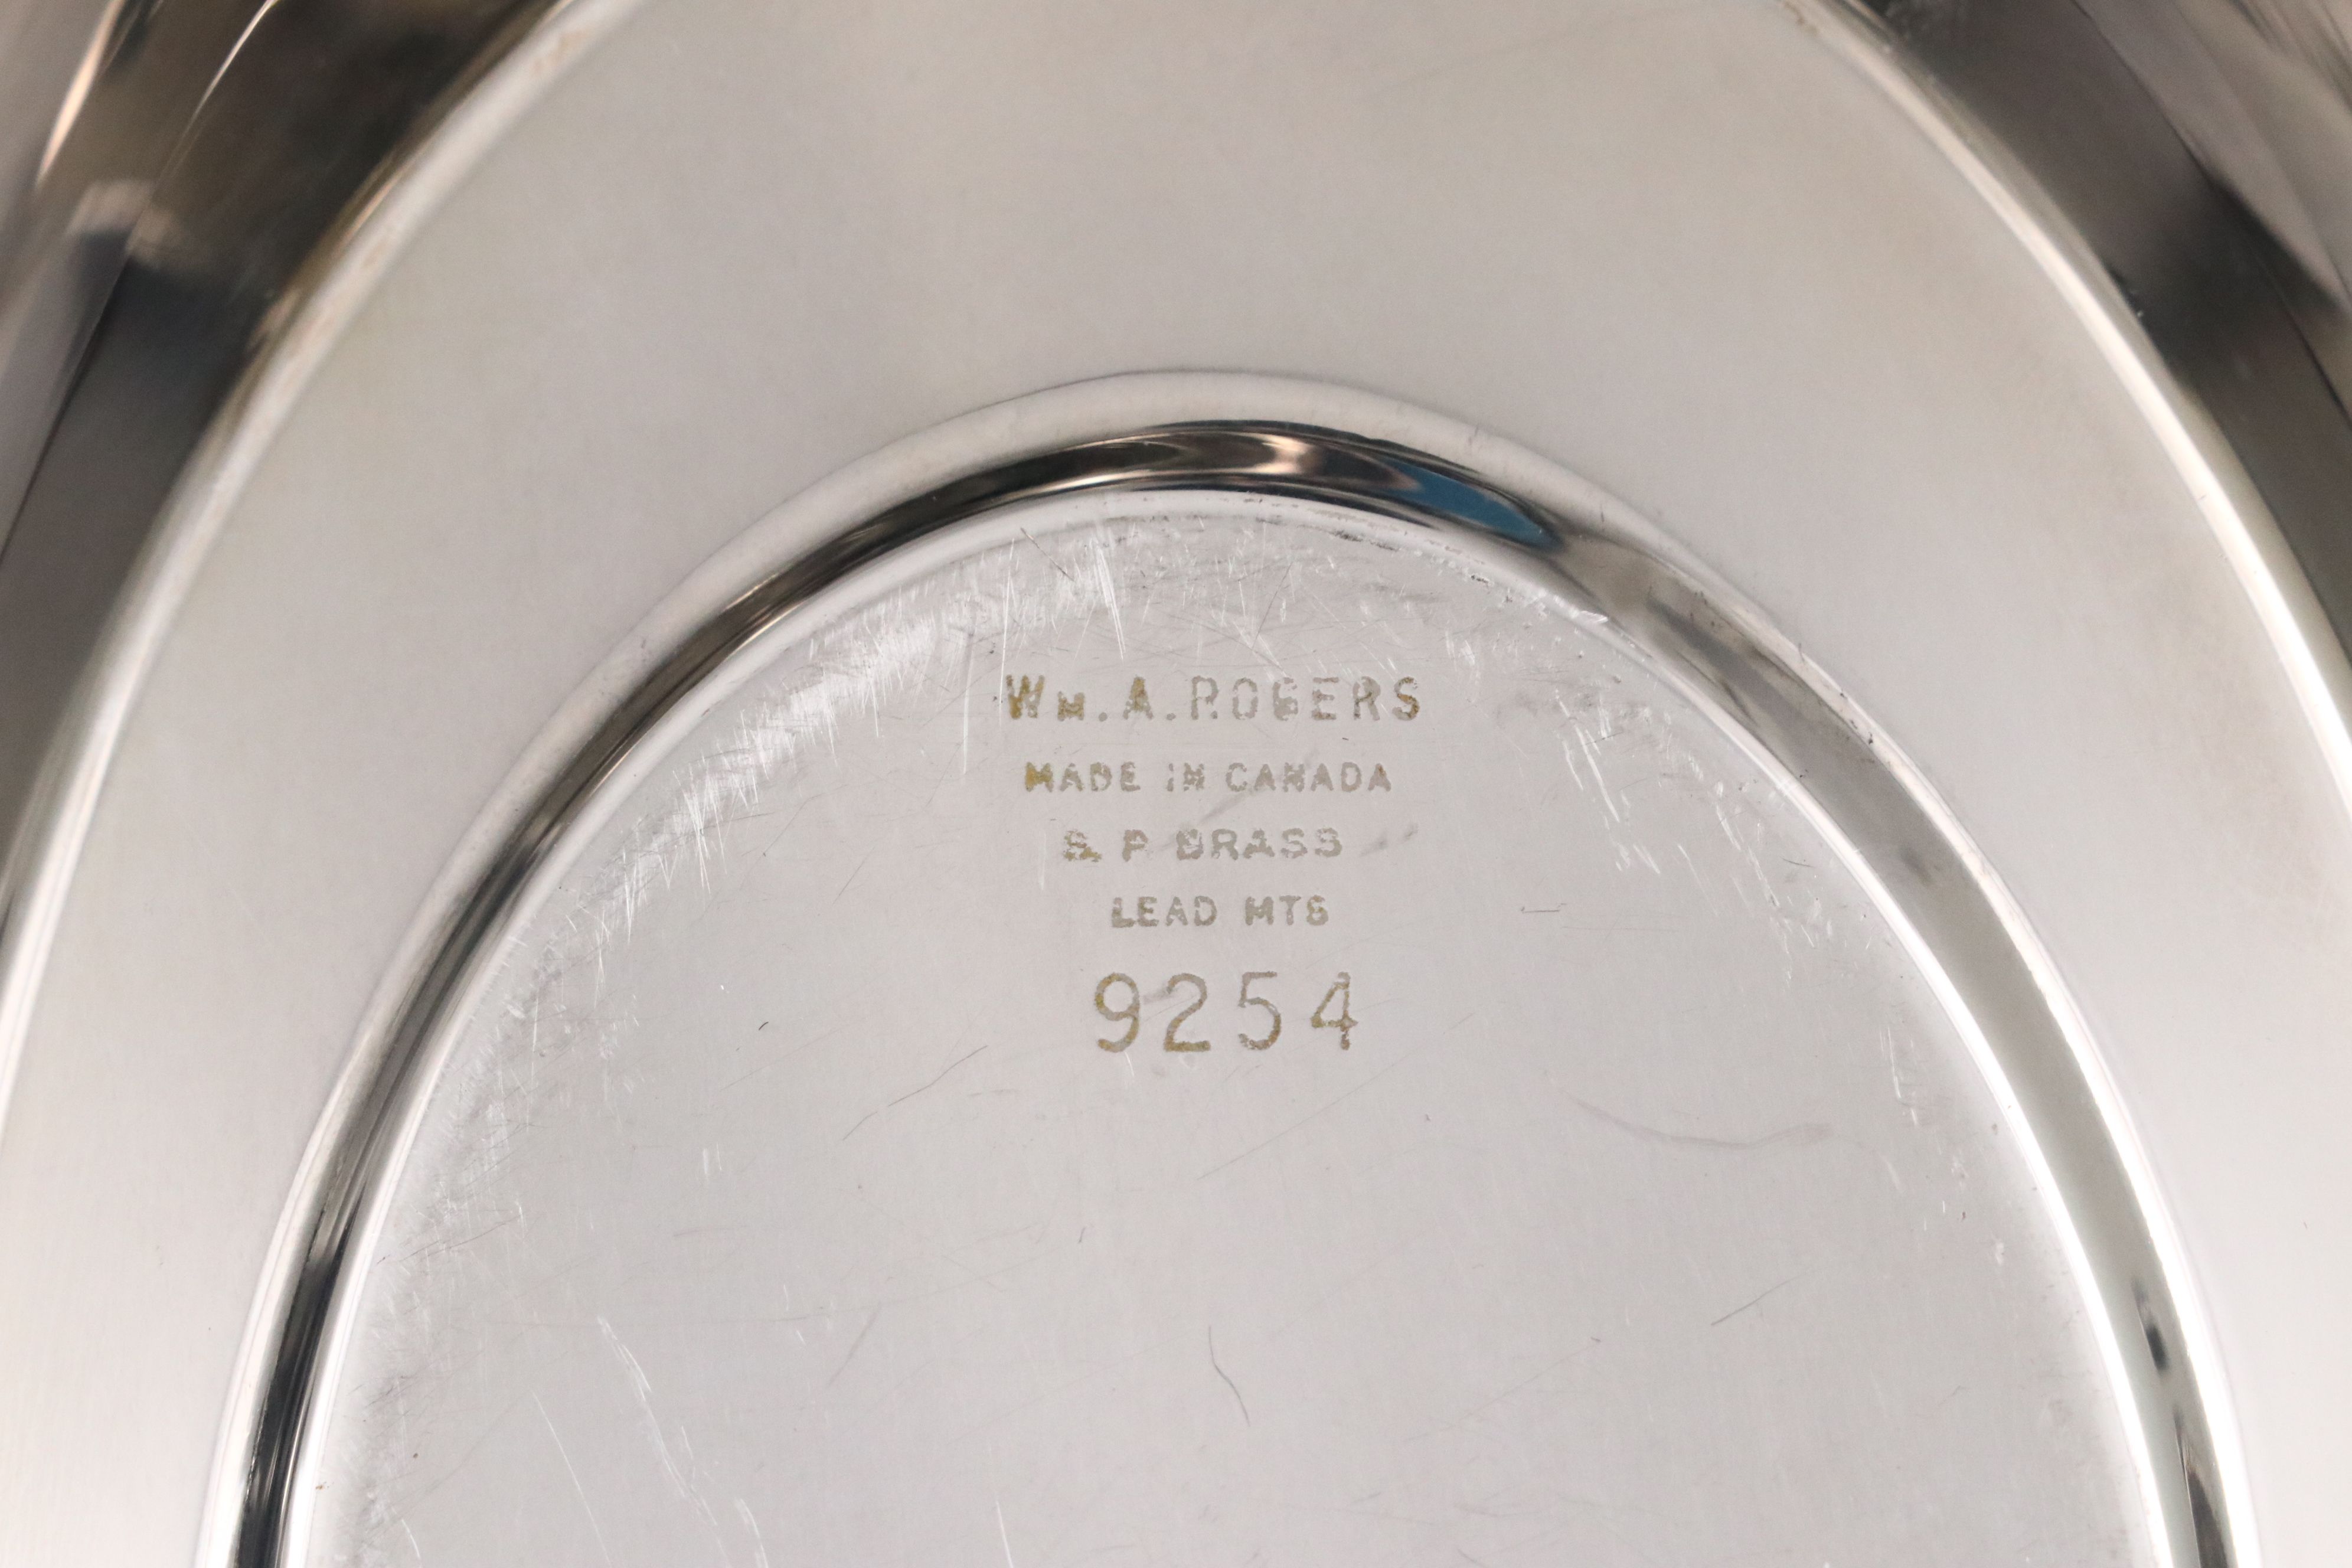 WM. A. ROGERS
MADE IN CANADA
S. P BRASS
LEAD MTS
9254